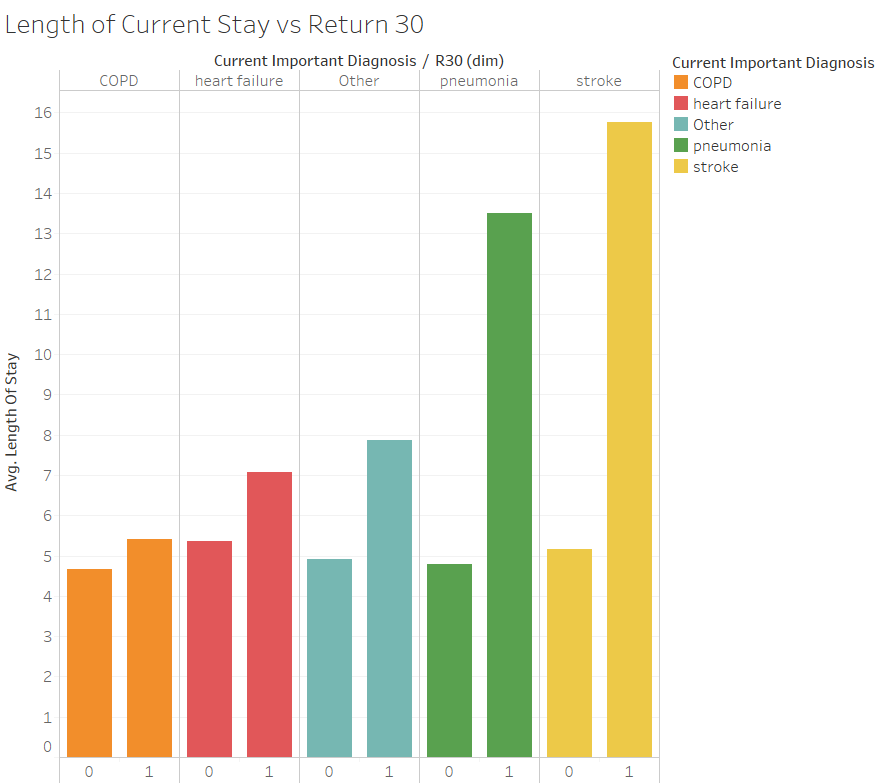 Length of Current Stay vs Return 30
Current Important Diagnosis / R30 (dim)
COPD heart failure Other pneumonia stroke
16
15
14
13
12
11
10
9
8
7
6
5
4
3
2
1
0
Avg. Length Of Stay
0 1 0 1 0 1 0 1 0 1
Current Important Diagnosis
COPD
heart failure
Other
pneumonia
stroke